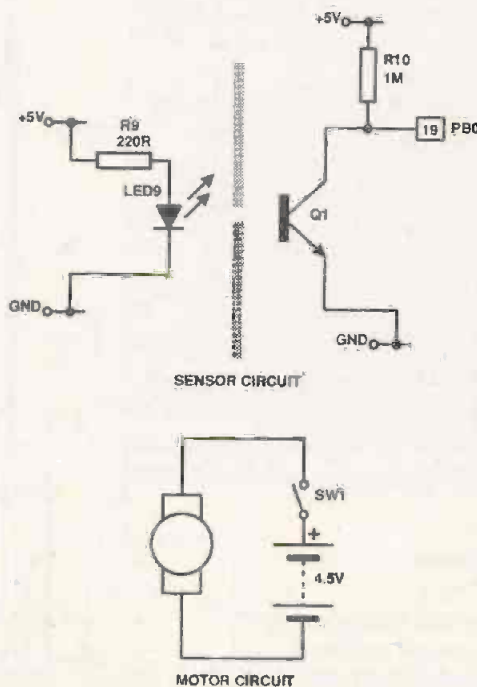 +5V
R10
1M
19 PB0
Q1
GND
+5V
R9
220R
LED9
GND
SENSOR CIRCUIT
SW1
+
4.5V
MOTOR CIRCUIT